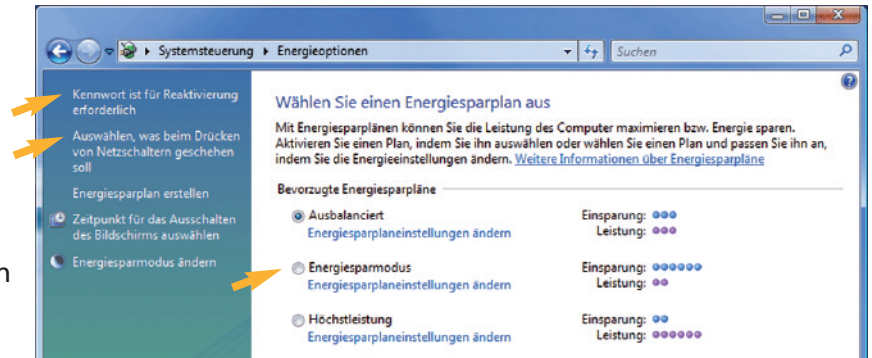 Systemsteuerung Energieoptionen
Suchen
Kennwort ist für Reaktivierung
erforderlich
Auswählen, was beim Drücken
von Netzschaltern geschehen
soll
Energiesparplan erstellen
Zeitpunkt für das Ausschalten
des Bildschirms auswählen
Energiesparmodus ändern
n
Wählen Sie einen Energiesparplan aus
Mit Energiesparplänen können Sie die Leistung des Computer maximieren bzw. Energie sparen.
Aktivieren Sie einen Plan, indem Sie ihn auswählen oder wählen Sie einen Plan und passen Sie ihn an,
indem Sie die Energieeinstellungen ändern. Weitere Informationen über Energiesparpläne
Bevorzugte Energiesparpläne
Ausbalanciert Einsparung:
Energiesparplaneinstellungen ändern Leistung:
Energiesparmodus Einsparung:
Energiesparplaneinstellungen ändern Leistung:
Höchstleistung Einsparung:
Energiesparplaneinstellungen ändern Leistung: